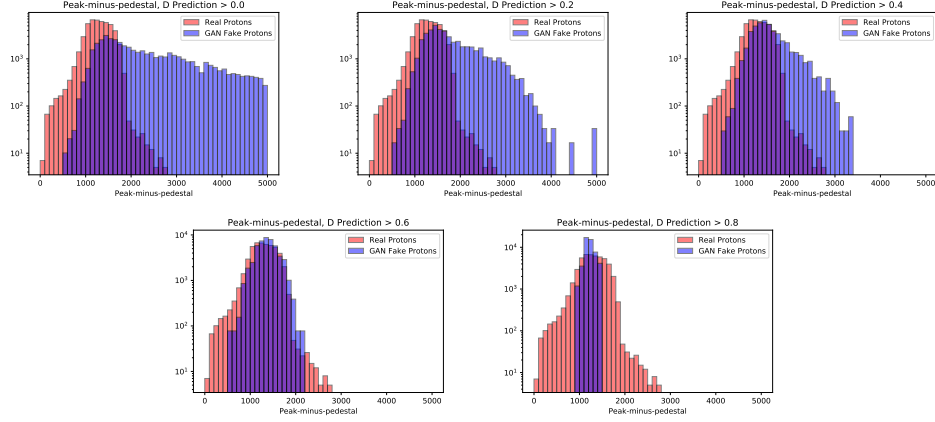 Peak-minus-pedestal, D Prediction > 0.0
Real Protons
GAN Fake Protons
10³
10²
10¹
0 1000 2000 3000 4000 5000
Peak-minus-pedestal
Peak-minus-pedestal, D Prediction > 0.2
Real Protons
GAN Fake Protons
10³
10²
10¹
0 1000 2000 3000 4000 5000
Peak-minus-pedestal
Peak-minus-pedestal, D Prediction > 0.4
Real Protons
GAN Fake Protons
10³
10²
10¹
0 1000 2000 3000 4000 5000
Peak-minus-pedestal
Peak-minus-pedestal, D Prediction > 0.6
Real Protons
GAN Fake Protons
10⁴
10³
10²
10¹
0 1000 2000 3000 4000 5000
Peak-minus-pedestal
Peak-minus-pedestal, D Prediction > 0.8
Real Protons
GAN Fake Protons
10⁴
10³
10²
10¹
0 1000 2000 3000 4000 5000
Peak-minus-pedestal